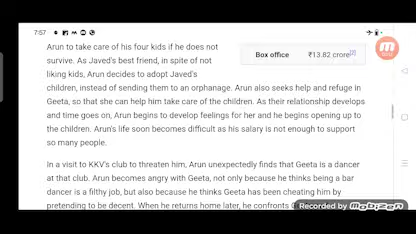 7:57
Arun to take care of his four kids if he does not
survive. As Javed's best friend, in spite of not
liking kids, Arun decides to adopt Javed's
children, instead of sending them to an orphanage. Arun also seeks help and refuge in
Geeta, so that she can help him take care of the children. As their relationship develops
and time goes on, Arun begins to develop feelings for her and he begins opening up to
the children. Arun's life soon becomes difficult as his salary is not enough to support
so many people.
Box office ₹13.82 crore
In a visit to KKV's club to threaten him, Arun unexpectedly finds that Geeta is a dancer
at that club. Arun becomes angry with Geeta, not only because he thinks being a bar
dancer is a filthy job, but also because he thinks Geeta has been cheating him by
pretending to be decent. When he returns home later, he confronts
Recorded by Mobizen